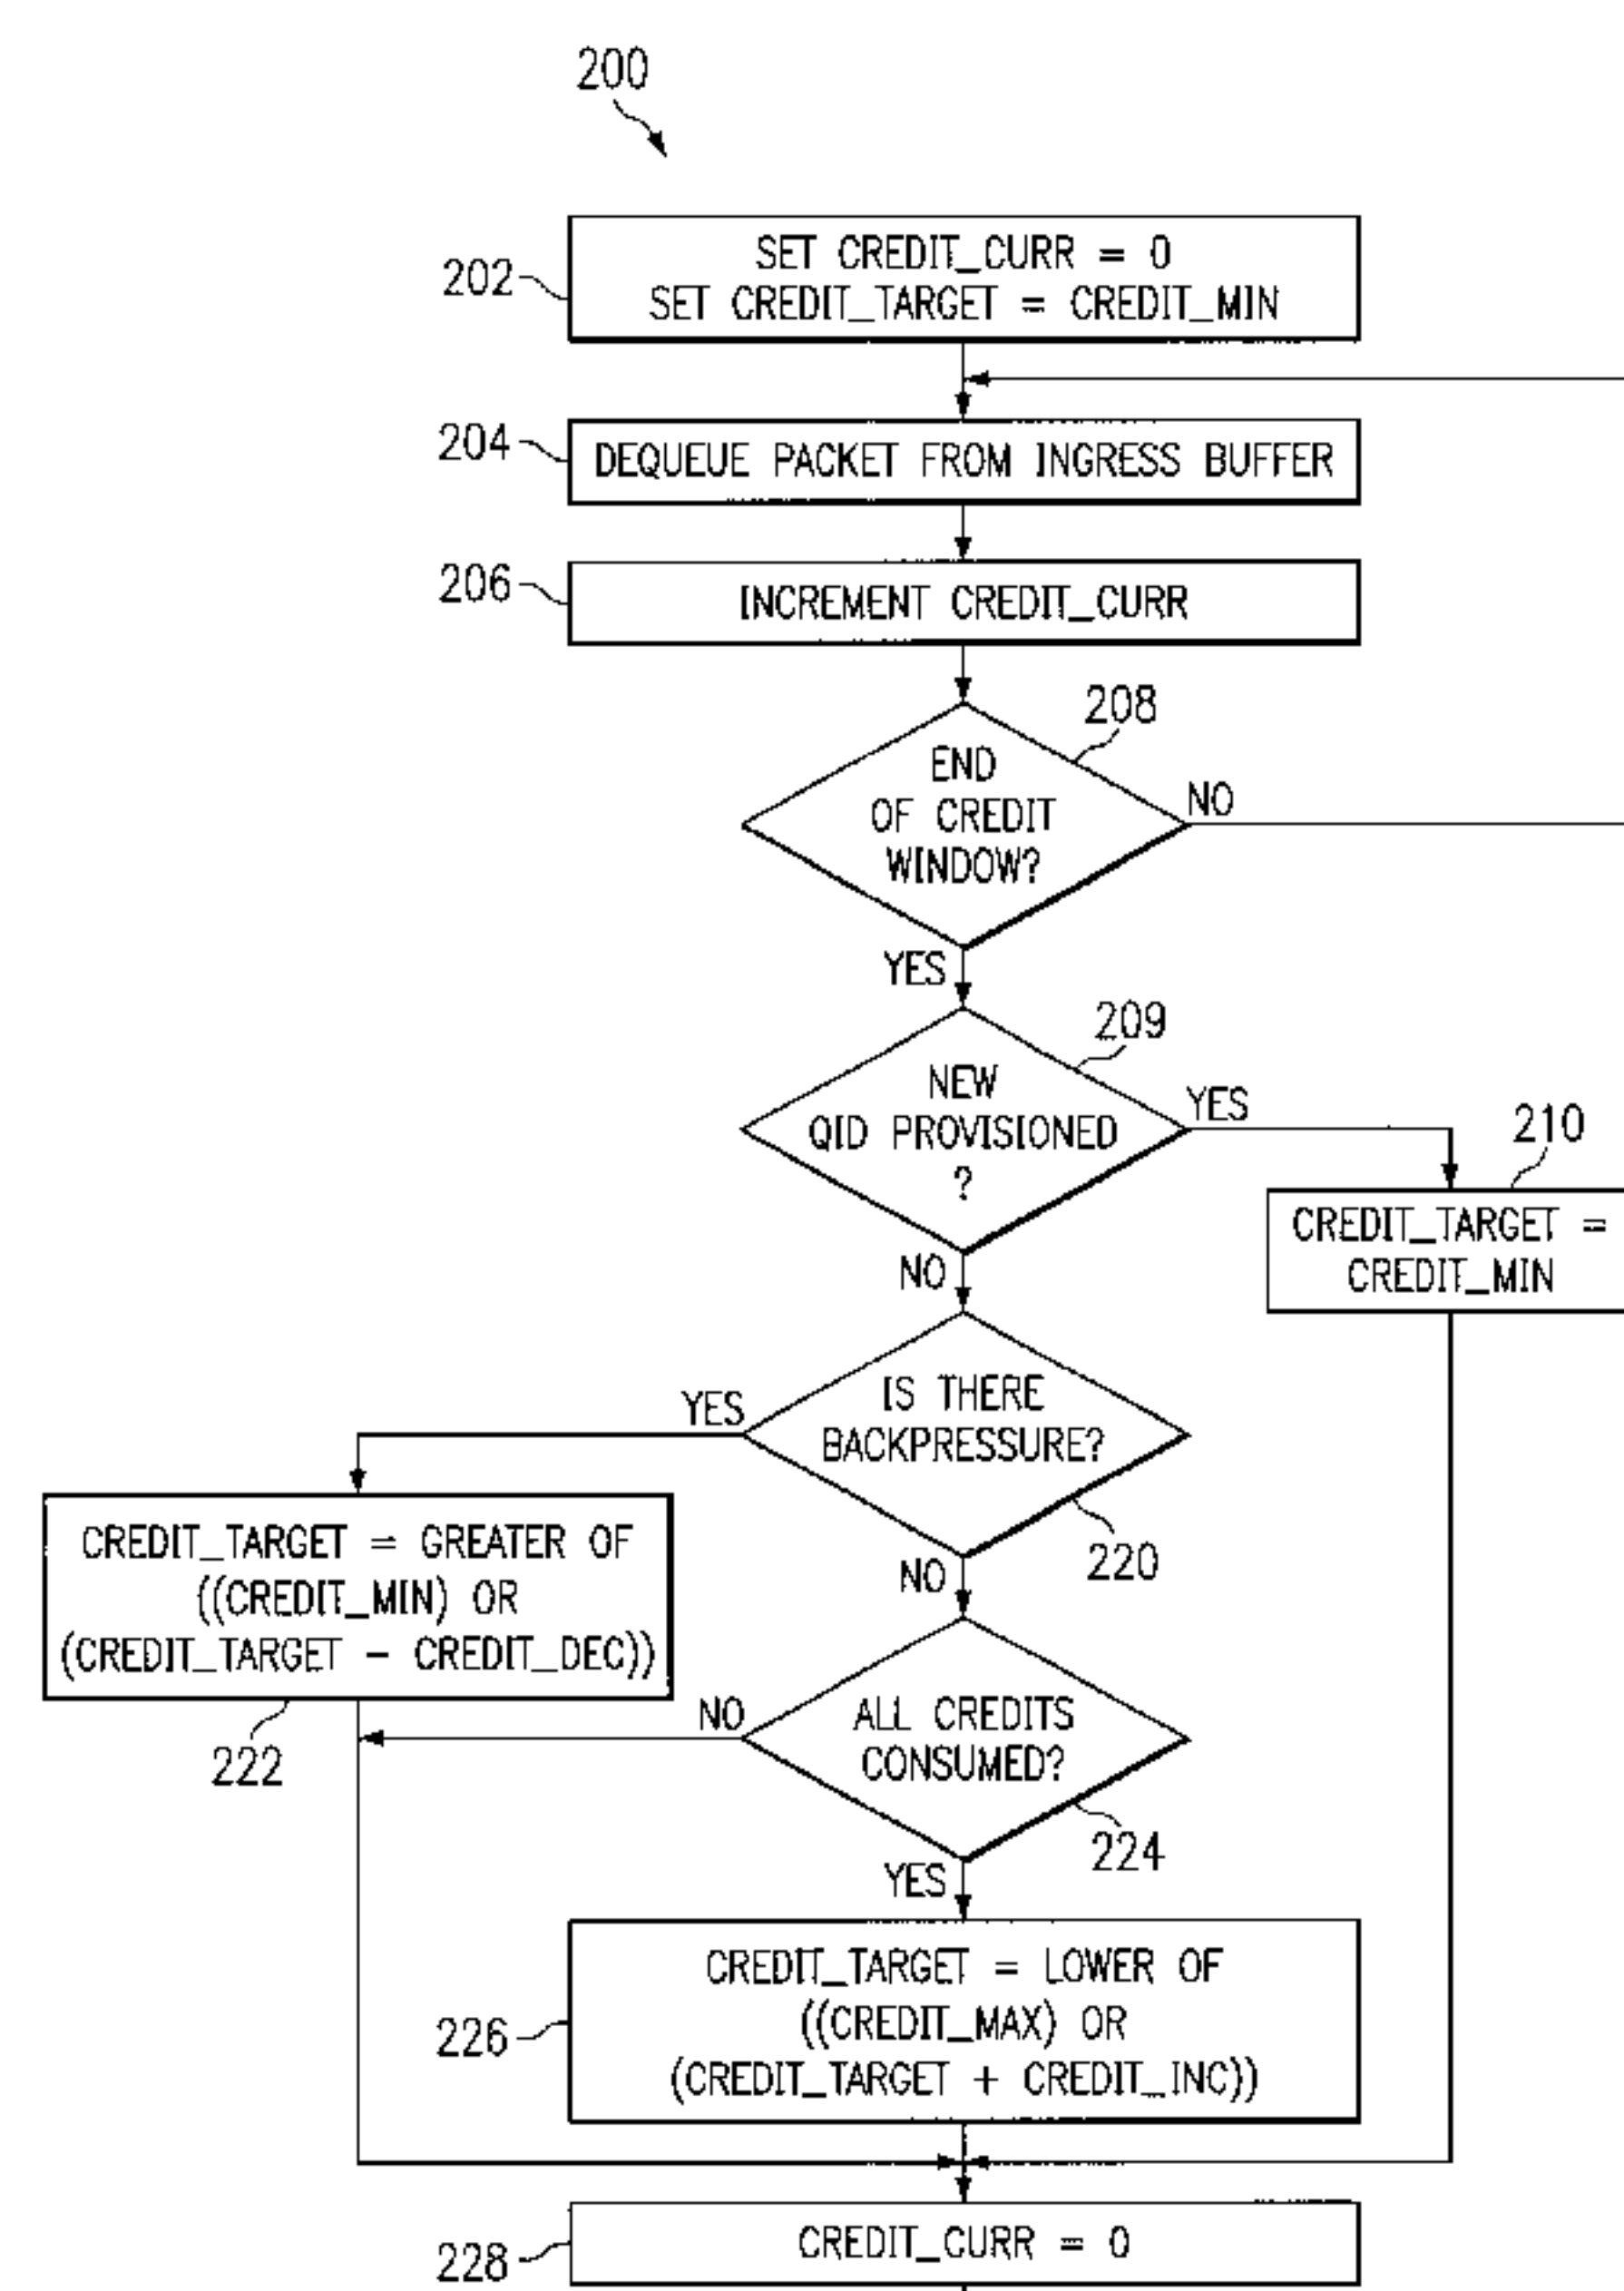 200
202
SET CREDIT_CURR = 0
SET CREDIT_TARGET = CREDIT_MIN
204
DEQUEUE PACKET FROM INGRESS BUFFER
206
INCREMENT CREDIT_CURR
208
END
OF CREDIT
WINDOW?
NO
YES
209
NEW
QID PROVISIONED
?
YES
210
CREDIT_TARGET =
CREDIT_MIN
NO
IS THERE
BACKPRESSURE?
YES
220
CREDIT_TARGET = GREATER OF
((CREDIT_MIN) OR
(CREDIT_TARGET - CREDIT_DEC))
222
NO
ALL CREDITS
CONSUMED?
NO
224
YES
226
CREDIT_TARGET = LOWER OF
((CREDIT_MAX) OR
(CREDIT_TARGET + CREDIT_INC))
228
CREDIT_CURR = 0